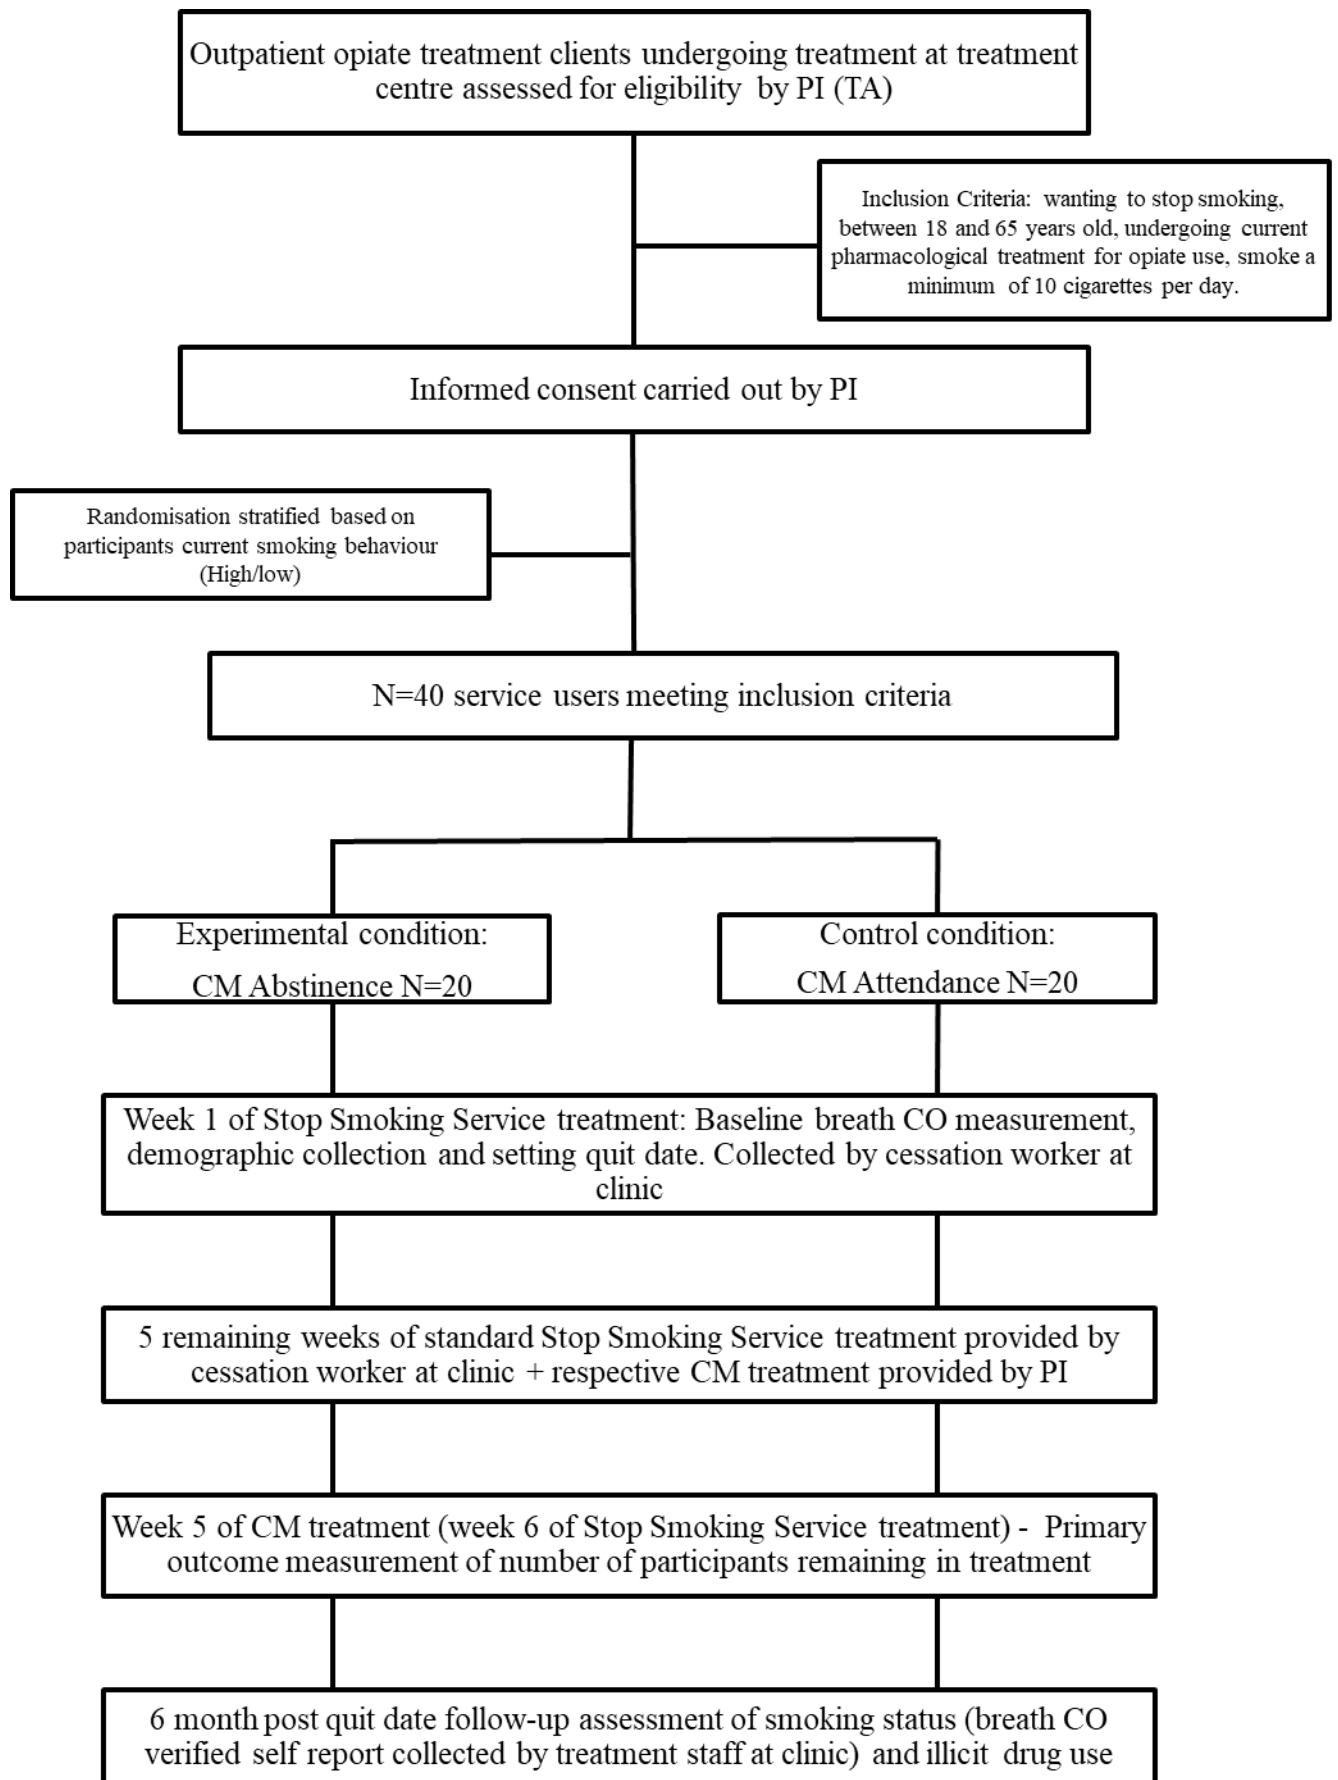 Outpatient opiate treatment clients undergoing treatment at treatment
centre assessed for eligibility by PI (TA)
Inclusion Criteria: wanting to stop smoking,
between 18 and 65 years old, undergoing current
pharmacological treatment for opiate use, smoke a
minimum of 10 cigarettes per day.
Informed consent carried out by PI
Randomisation stratified based on
participants current smoking behaviour
(High/low)
N=40 service users meeting inclusion criteria
Experimental condition:
CM Abstinence N=20
Control condition:
CM Attendance N=20
Week 1 of Stop Smoking Service treatment: Baseline breath CO measurement,
demographic collection and setting quit date. Collected by cessation worker at
clinic
5 remaining weeks of standard Stop Smoking Service treatment provided by
cessation worker at clinic + respective CM treatment provided by PI
Week 5 of CM treatment (week 6 of Stop Smoking Service treatment) - Primary
outcome measurement of number of participants remaining in treatment
6 month post quit date follow-up assessment of smoking status (breath CO
verified self report collected by treatment staff at clinic) and illicit drug use